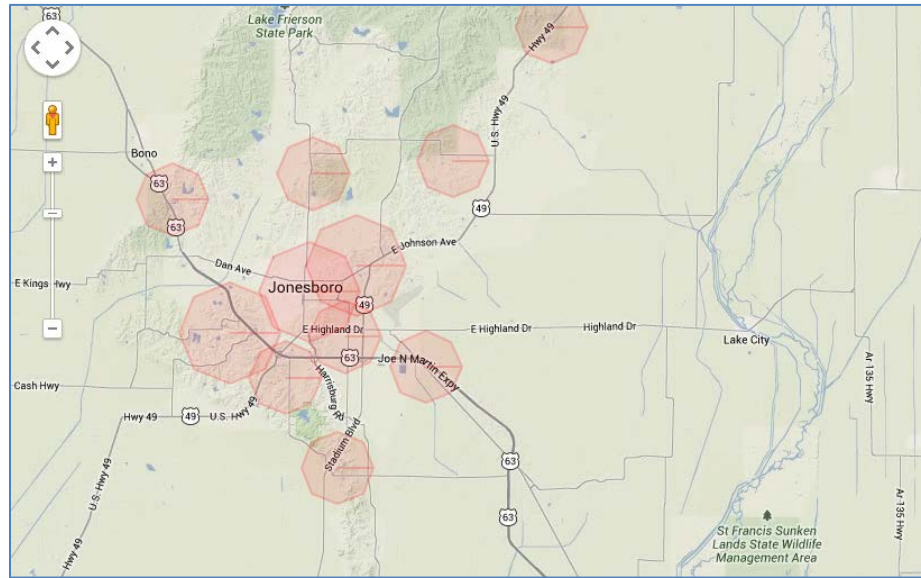 63
Lake Frierson
State Park
Hwy 49
U.S. Hwy 49
Bono
63
63
49
E Johnson Ave
Dan Ave
E Kings Hwy
Jonesboro
49
E Highland Dr
E Highland Dr
Highland Dr
Lake City
63
Joe N Martin Expy
Ar 135 Hwy
Cash Hwy
Harrisburg Rd
Hwy 49
49
U.S. Hwy 49
Stadium Blvd
63
U.S. Hwy 49
63
Ar 135 Hwy
St Francis Sunken
Lands State Wildlife
Management Area